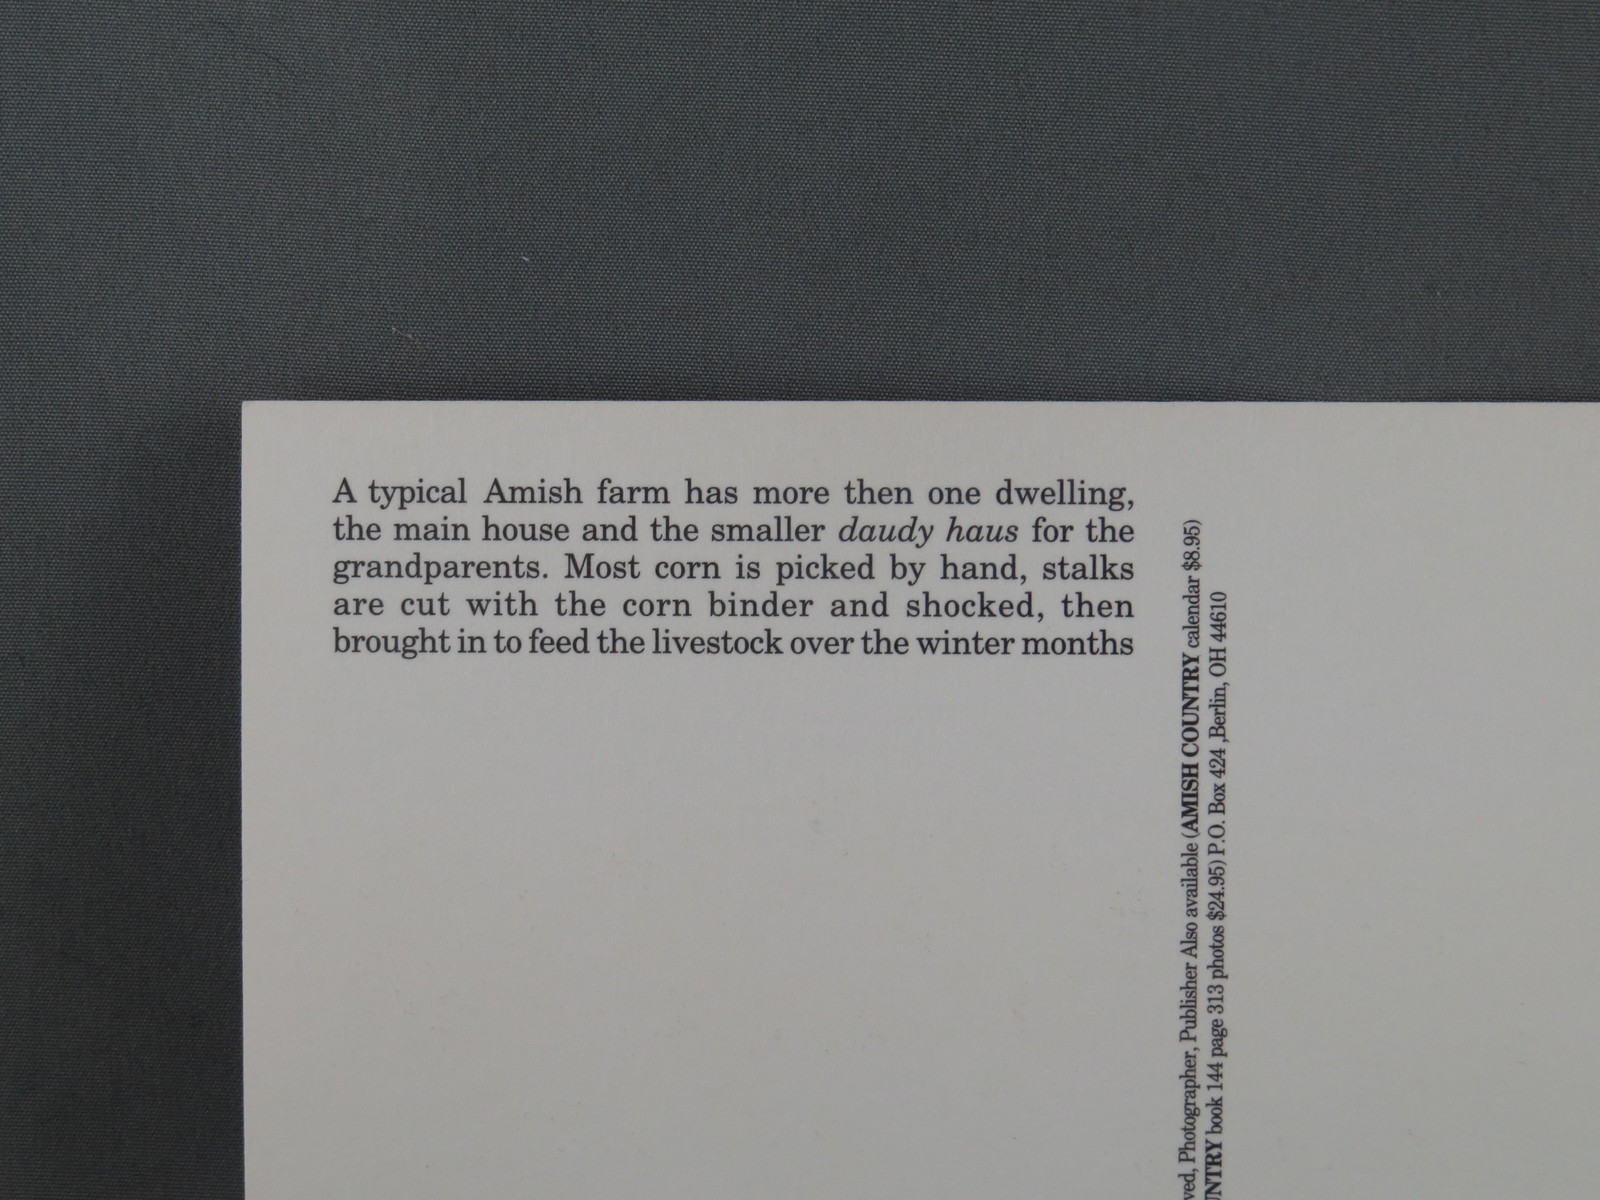 A typical Amish farm has more then one dwelling,
the main house and the smaller daudy haus for the
grandparents. Most corn is picked by hand, stalks
are cut with the corn binder and shocked, then
brought in to feed the livestock over the winter months
ved, Photographer, Publisher Also available (AMISH COUNTRY calendar $8.95)
NTRY book 144 page 313 photos $24.95) P.O. Box 424 ,Berlin, OH 44610